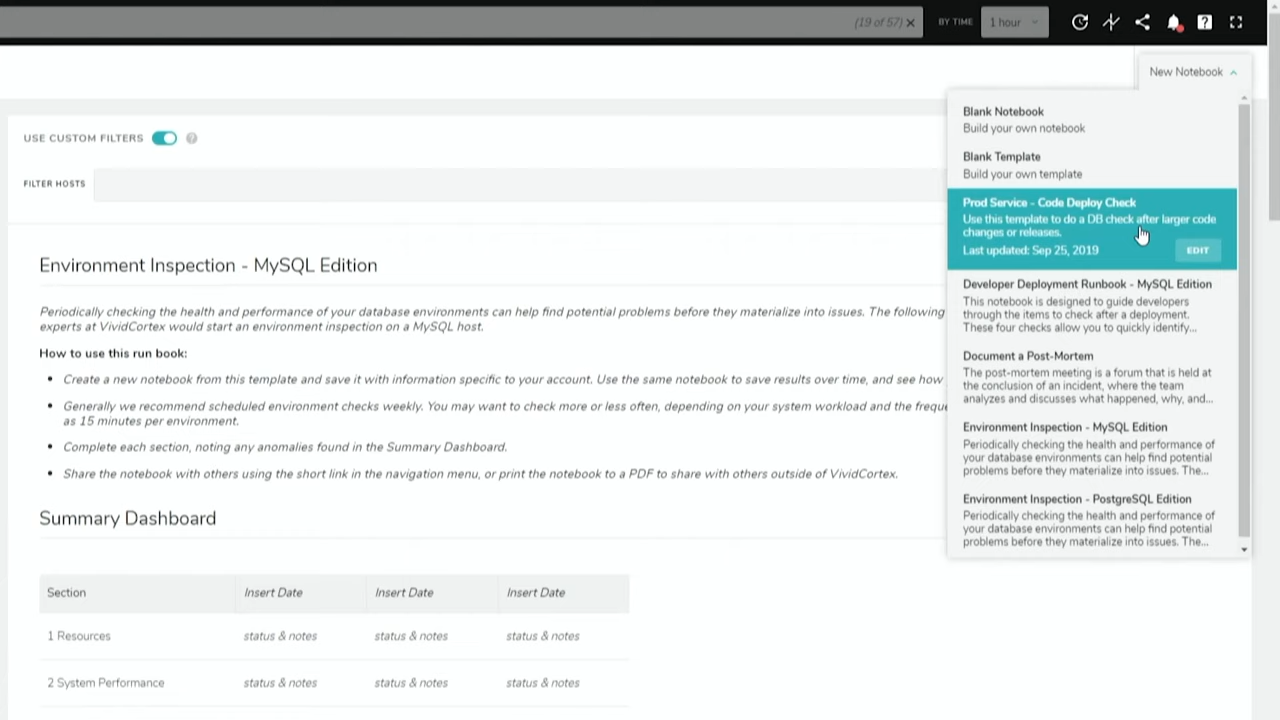 (19 of 57) ×
BY TIME
1 hour
New Notebook
Blank Notebook
Build your own notebook
Blank Template
Build your own template
Prod Service - Code Deploy Check
Use this template to do a DB check after larger code
changes or releases.
Last updated: Sep 25, 2019
EDIT
Developer Deployment Runbook - MySQL Edition
This notebook is designed to guide developers
through the items to check after a deployment.
These four checks allow you to quickly identify...
Document a Post-Mortem
The post-mortem meeting is a forum that is held at
the conclusion of an incident, where the team
analyzes and discusses what happened, why, and...
Environment Inspection - MySQL Edition
Periodically checking the health and performance of
your database environments can help find potential
problems before they materialize into issues. The...
Environment Inspection - PostgreSQL Edition
Periodically checking the health and performance of
your database environments can help find potential
problems before they materialize into issues. The...
USE CUSTOM FILTERS ?
FILTER HOSTS
Environment Inspection - MySQL Edition
Periodically checking the health and performance of your database environments can help find potential problems before they materialize into issues. The following
experts at VividCortex would start an environment inspection on a MySQL host.
How to use this run book:
• Create a new notebook from this template and save it with information specific to your account. Use the same notebook to save results over time, and see how
• Generally we recommend scheduled environment checks weekly. You may want to check more or less often, depending on your system workload and the freque
as 15 minutes per environment.
• Complete each section, noting any anomalies found in the Summary Dashboard.
• Share the notebook with others using the short link in the navigation menu, or print the notebook to a PDF to share with others outside of VividCortex.
Summary Dashboard
Section Insert Date Insert Date Insert Date
1 Resources status & notes status & notes status & notes
2 System Performance status & notes status & notes status & notes